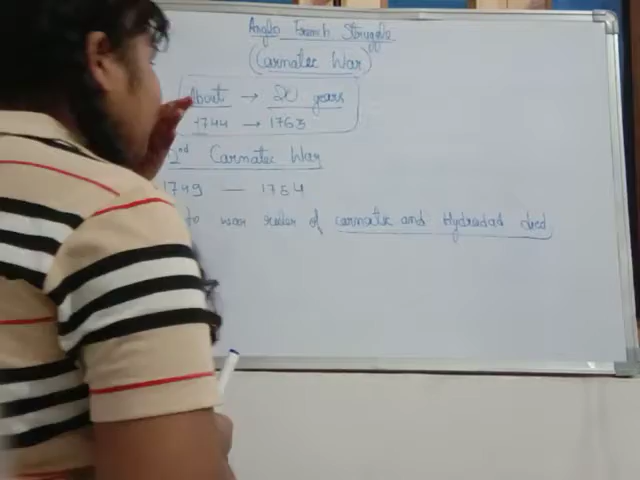 Anglo French Struggle
(Carnatic War)
About → 20 years
1744 → 1763
2nd Carnatic War
1749 — 1754
ruler of carnatic and Hydrabad died